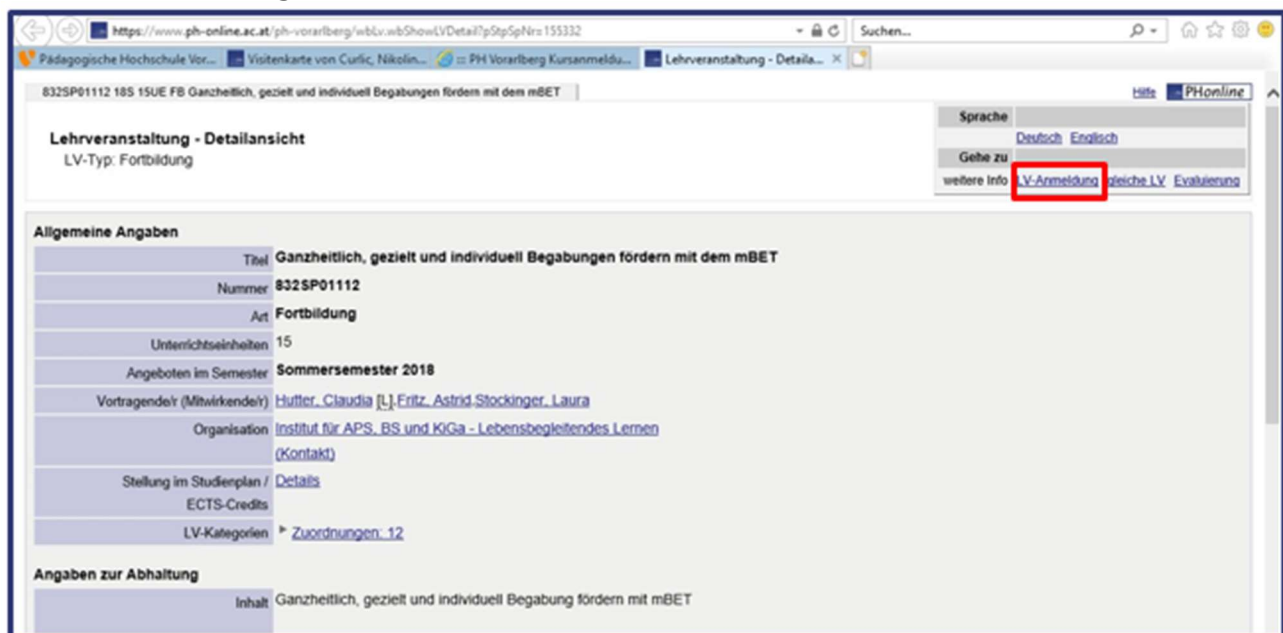 https://www.ph-online.ac.at/ph-vorarlberg/wbLv.wbShowLVDetail?pStpSpNr=155332 Suchen...
Pädagogische Hochschule Vor... Visitenkarte von Curlic, Nikolin... :: PH Vorarlberg Kursanmeldu... Lehrveranstaltung - Detaila...
832SP01112 18S 15UE FB Ganzheitlich, gezielt und individuell Begabungen fördern mit dem mBET Hilfe PHonline
Sprache
Deutsch Englisch
Lehrveranstaltung - Detailansicht
LV-Typ: Fortbildung
Gehe zu
weitere Info LV-Anmeldung gleiche LV Evaluierung
Allgemeine Angaben
Titel Ganzheitlich, gezielt und individuell Begabungen fördern mit dem mBET
Nummer 832SP01112
Art Fortbildung
Unterrichtseinheiten 15
Angeboten im Semester Sommersemester 2018
Vortragende/r (Mitwirkende/r) Hutter, Claudia [L],Fritz, Astrid,Stockinger, Laura
Organisation Institut für APS, BS und KiGa - Lebensbegleitendes Lernen
(Kontakt)
Stellung im Studienplan / Details
ECTS-Credits
LV-Kategorien Zuordnungen: 12
Angaben zur Abhaltung
Inhalt Ganzheitlich, gezielt und individuell Begabung fördern mit mBET